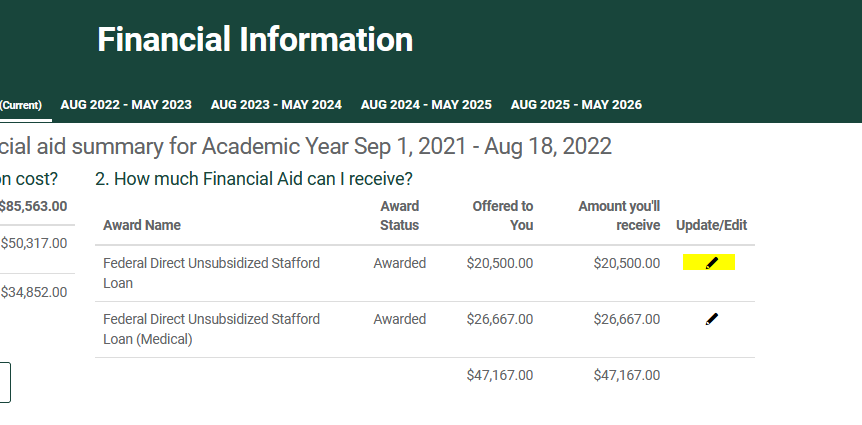 Financial Information
(Current) AUG 2022 - MAY 2023 AUG 2023 - MAY 2024 AUG 2024 - MAY 2025 AUG 2025 - MAY 2026
cial aid summary for Academic Year Sep 1, 2021 - Aug 18, 2022
n cost?
$85,563.00
$50,317.00
$34,852.00
2. How much Financial Aid can I receive?
Award Name Award Status Offered to You Amount you'll receive Update/Edit
Federal Direct Unsubsidized Stafford Awarded $20,500.00 $20,500.00
Loan
Federal Direct Unsubsidized Stafford Awarded $26,667.00 $26,667.00
Loan (Medical)
$47,167.00 $47,167.00